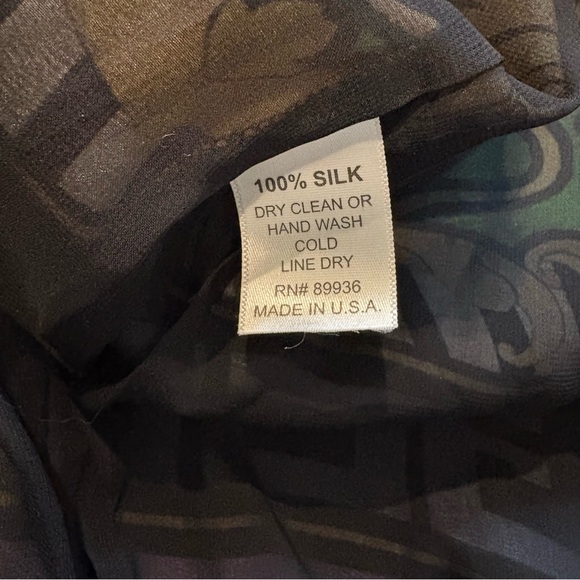 100% SILK
DRY CLEAN OR
HAND WASH
COLD
LINE DRY
RN# 89936
MADE IN U.S.A.